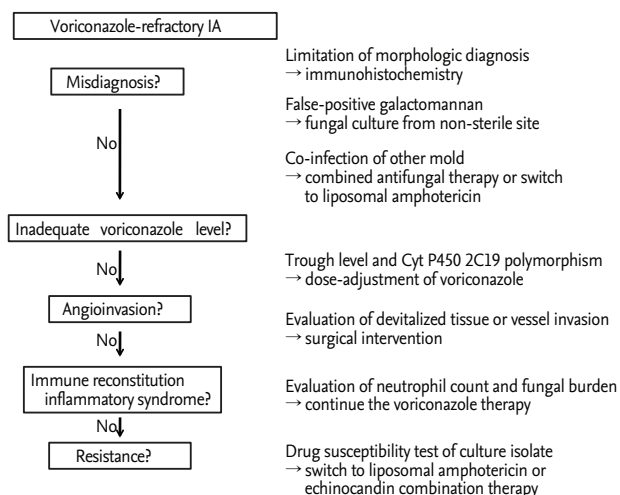 Voriconazole-refractory IA
Limitation of morphologic diagnosis
→ immunohistochemistry
Misdiagnosis?
False-positive galactomannan
→ fungal culture from non-sterile site
No
Co-infection of other mold
→ combined antifungal therapy or switch
to liposomal amphotericin
Inadequate voriconazole level?
Trough level and Cyt P450 2C19 polymorphism
→ dose-adjustment of voriconazole
No
Angioinvasion?
Evaluation of devitalized tissue or vessel invasion
→ surgical intervention
No
Immune reconstitution
inflammatory syndrome?
Evaluation of neutrophil count and fungal burden
→ continue the voriconazole therapy
No
Resistance?
Drug susceptibility test of culture isolate
→ switch to liposomal amphotericin or
echinocandin combination therapy